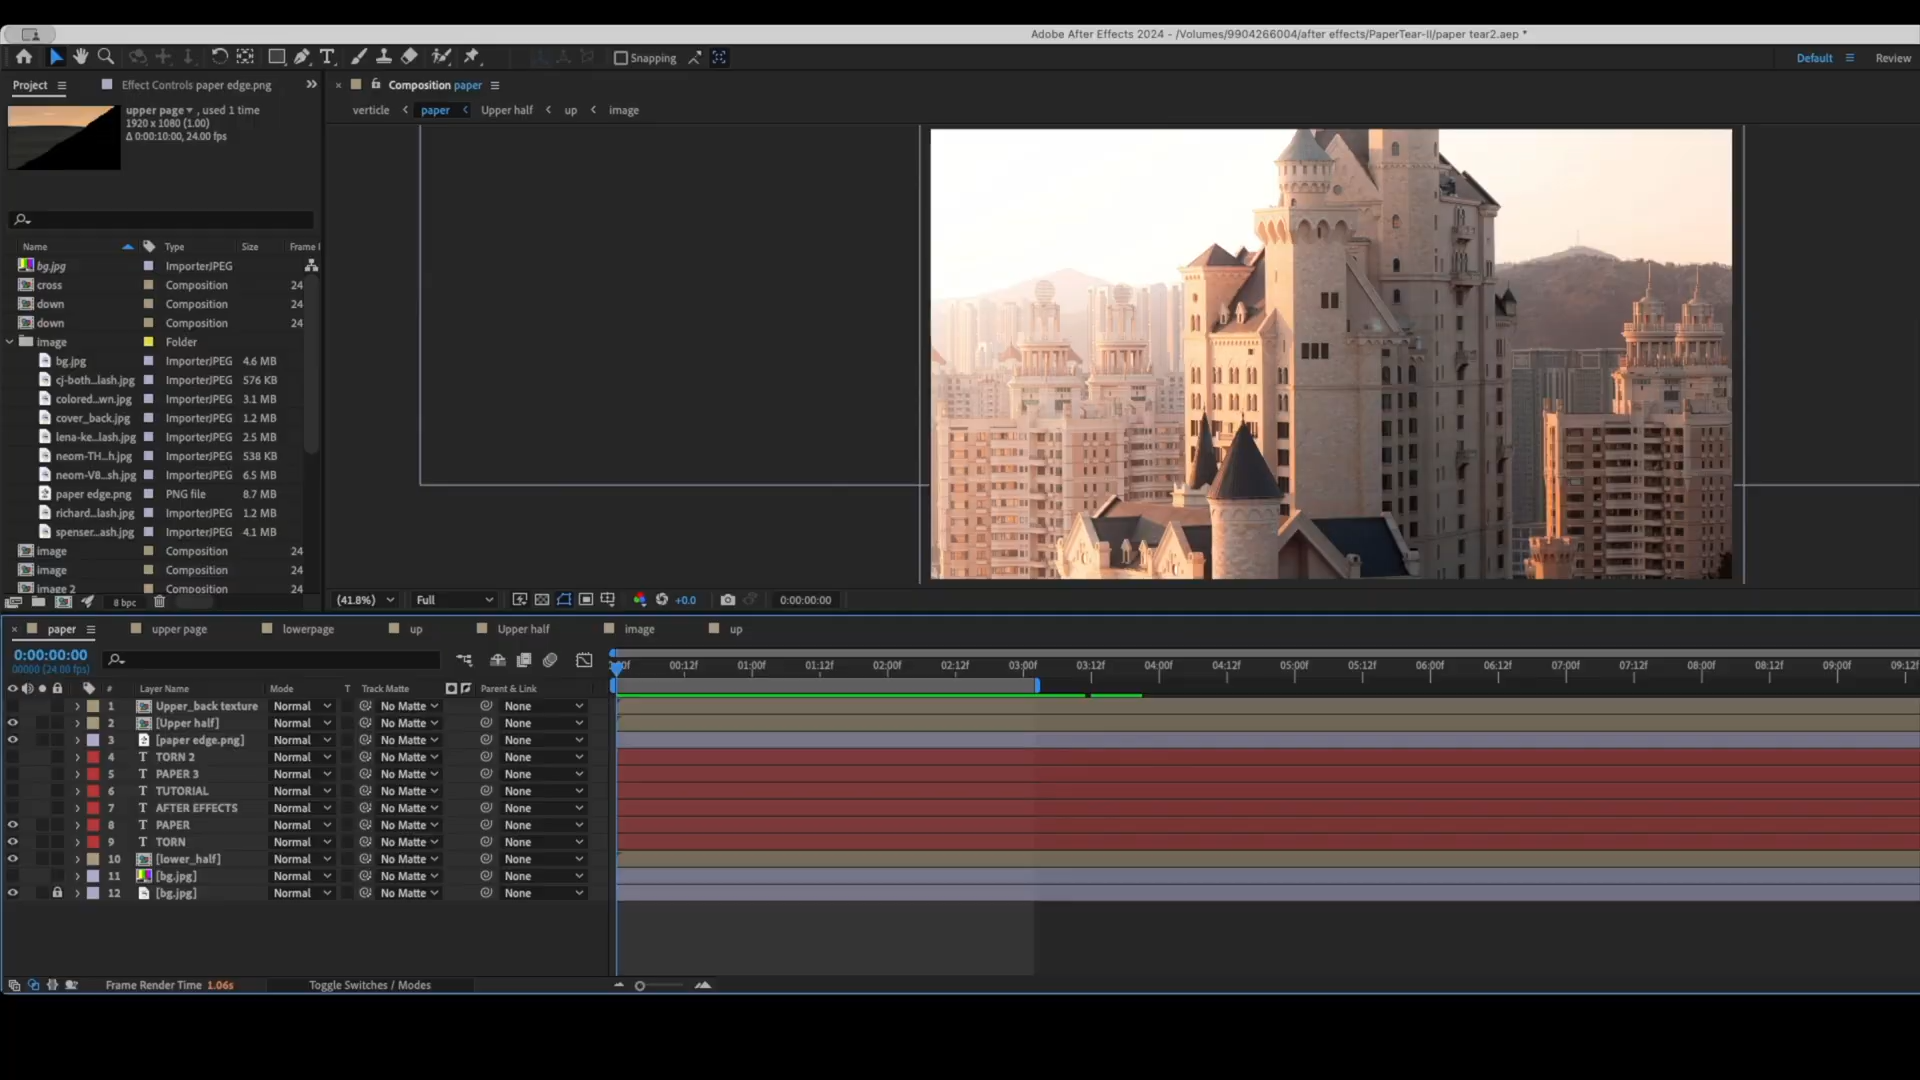 Adobe After Effects 2024 - /Volumes/9904266004/after effects/PaperTear-II/paper tear2.aep *
Snapping
Default
Review
Project
Effect Controls paper edge.png
Composition paper
verticle
paper
Upper half
up
image
upper page, used 1 time
1920 x 1080 (1.00)
Δ 0:00:10:00, 24.00 fps
Name Type Size Frame
bg.jpg ImporterJPEG
cross Composition 24
down Composition 24
down Composition 24
image Folder
bg.jpg ImporterJPEG 4.6 MB
cj-both...lash.jpg ImporterJPEG 576 KB
colored...wn.jpg ImporterJPEG 3.1 MB
cover_back.jpg ImporterJPEG 1.2 MB
lena-ke...lash.jpg ImporterJPEG 2.5 MB
neom-TH...h.jpg ImporterJPEG 538 KB
neom-V8...sh.jpg ImporterJPEG 6.5 MB
paper edge.png PNG file 8.7 MB
richard...lash.jpg ImporterJPEG 1.2 MB
spenser...ash.jpg ImporterJPEG 4.1 MB
image Composition 24
image Composition 24
image 2 Composition 24
8 bpc
(41.8%) Full +0.0 0:00:00:00
paper upper page lowerpage up Upper half image up
0:00:00:00
00000 (24.00 fps)
00:12f 01:00f 01:12f 02:00f 02:12f 03:00f 03:12f 04:00f 04:12f 05:00f 05:12f 06:00f 06:12f 07:00f 07:12f 08:00f 08:12f 09:00f 09:12f
# Layer Name Mode T Track Matte Parent & Link
1 Upper_back texture Normal No Matte None
2 [Upper half] Normal No Matte None
3 [paper edge.png] Normal No Matte None
4 T TORN 2 Normal No Matte None
5 T PAPER 3 Normal No Matte None
6 T TUTORIAL Normal No Matte None
7 T AFTER EFFECTS Normal No Matte None
8 T PAPER Normal No Matte None
9 T TORN Normal No Matte None
10 [lower_half] Normal No Matte None
11 [bg.jpg] Normal No Matte None
12 [bg.jpg] Normal No Matte None
Frame Render Time 1.06s
Toggle Switches / Modes